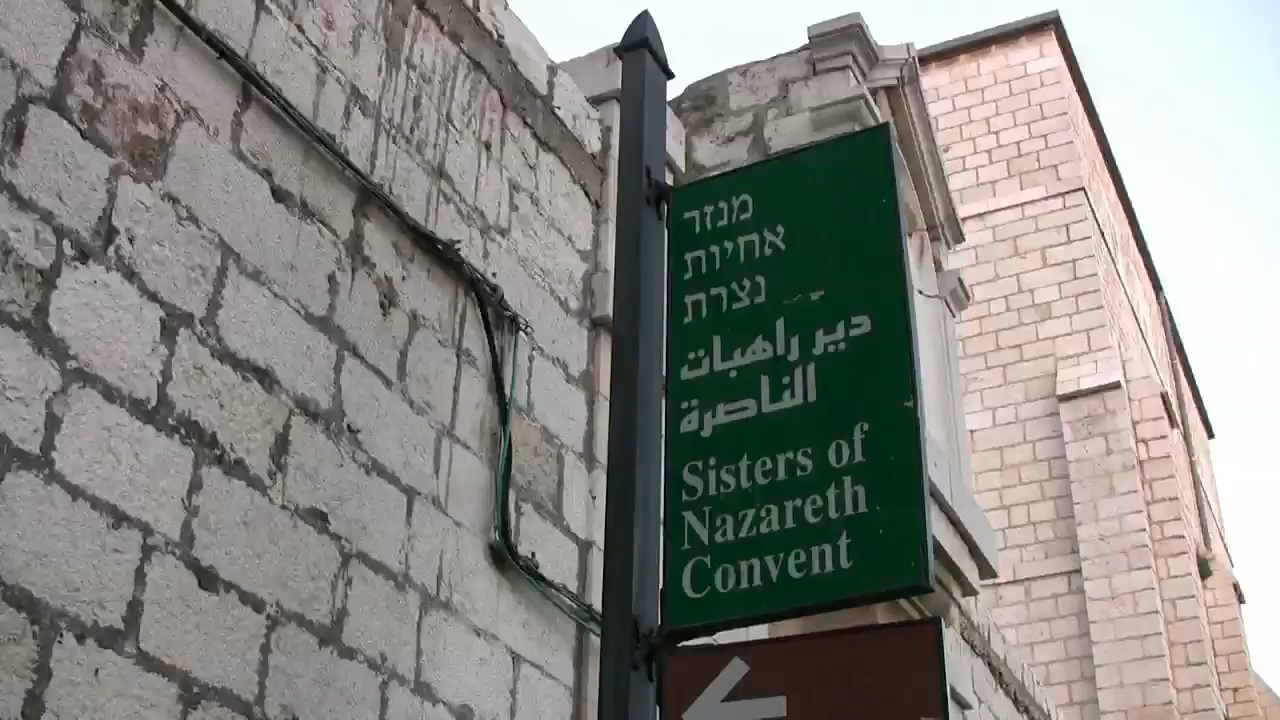 מנזר
אחיות
נצרת
دير راهبات
الناصرة
Sisters of
Nazareth
Convent